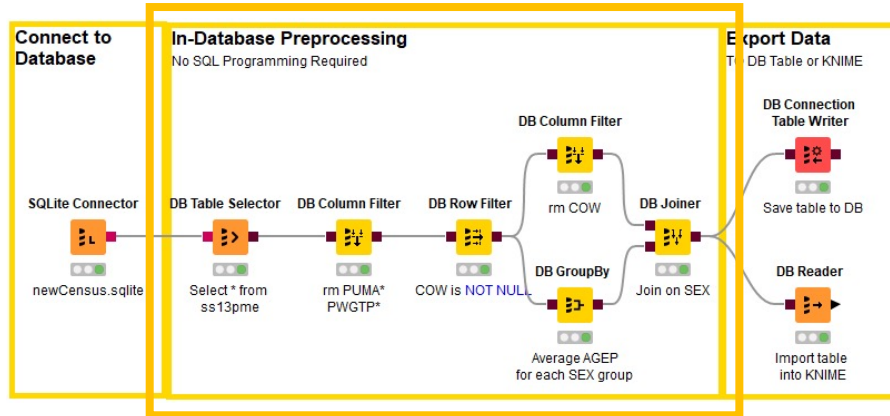 Connect to
Database
In-Database Preprocessing
No SQL Programming Required
Export Data
TO DB Table or KNIME
SQLite Connector
newCensus.sqlite
DB Table Selector
Select * from
ss13pme
DB Column Filter
rm PUMA*
PWGTP*
DB Row Filter
COW is NOT NULL
DB Column Filter
rm COW
DB GroupBy
Average AGEP
for each SEX group
DB Joiner
Join on SEX
DB Connection
Table Writer
Save table to DB
DB Reader
Import table
into KNIME